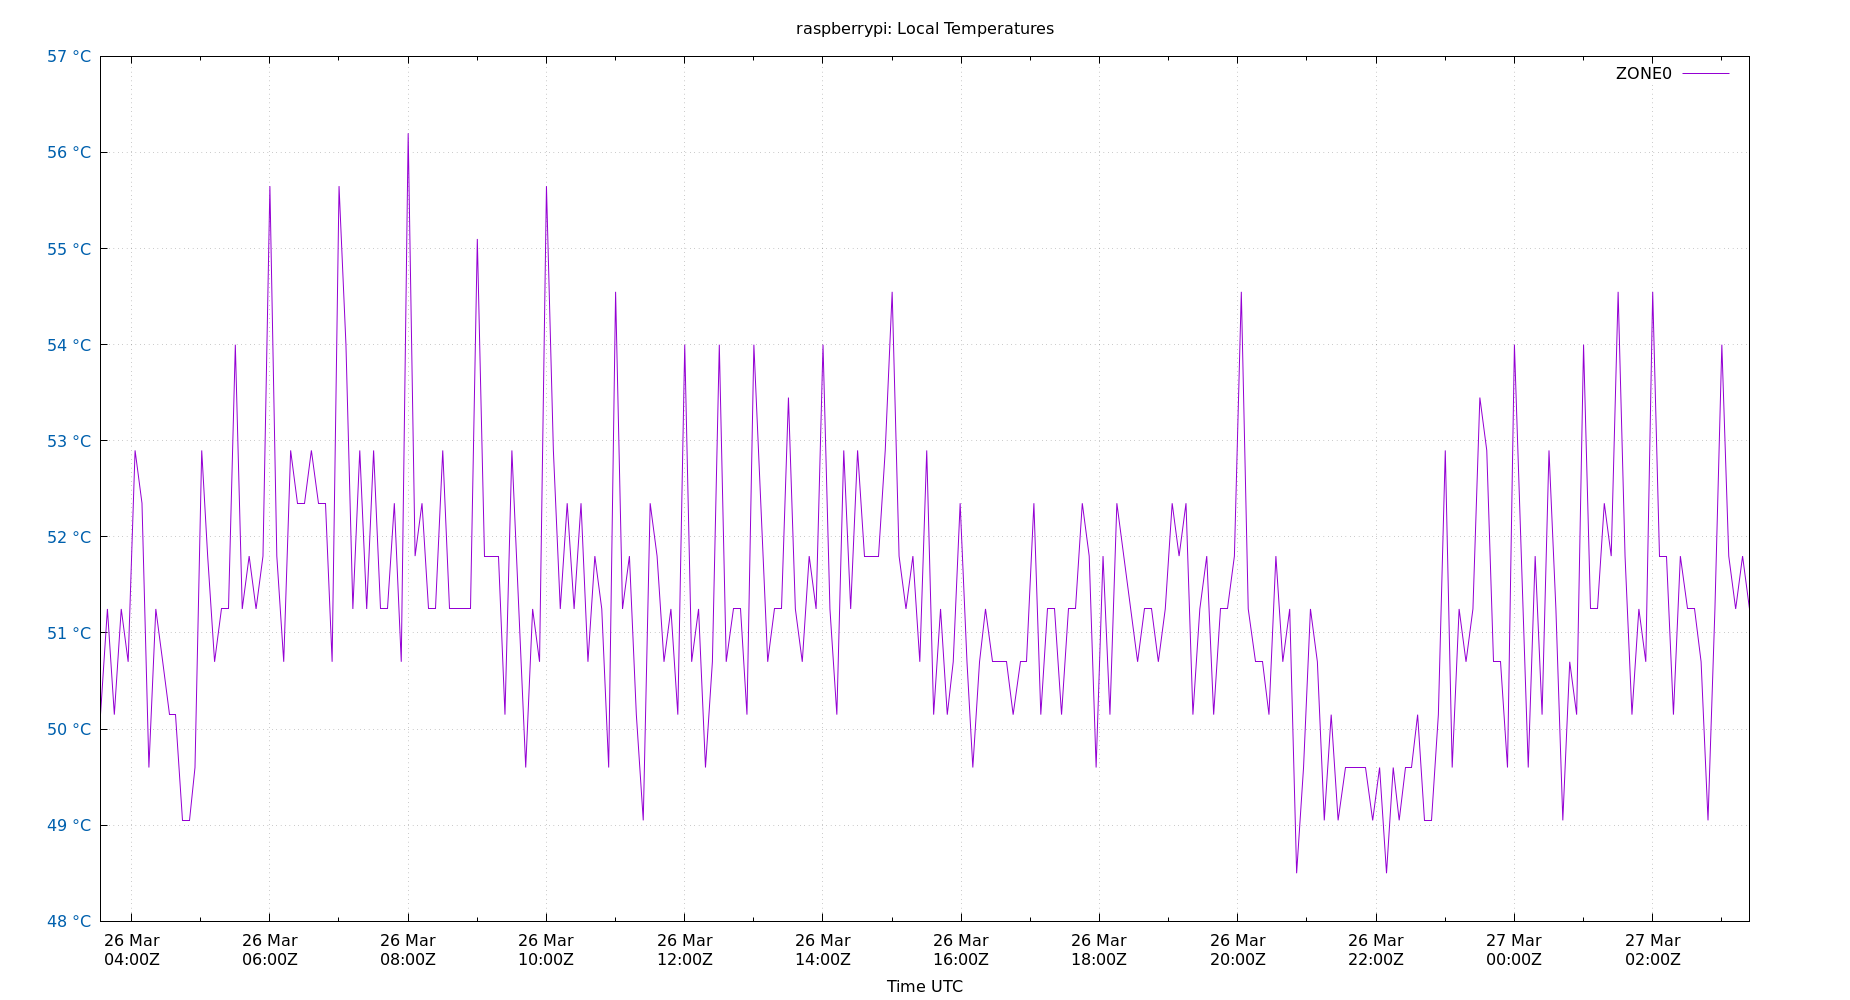 raspberrypi: Local Temperatures
57 °C
ZONE0
56 °C
55 °C
54 °C
53 °C
52 °C
51 °C
50 °C
49 °C
48 °C
26 Mar 26 Mar 26 Mar 26 Mar 26 Mar 26 Mar 26 Mar 26 Mar 26 Mar 26 Mar 27 Mar 27 Mar
04:00Z 06:00Z 08:00Z 10:00Z 12:00Z 14:00Z 16:00Z 18:00Z 20:00Z 22:00Z 00:00Z 02:00Z
Time UTC